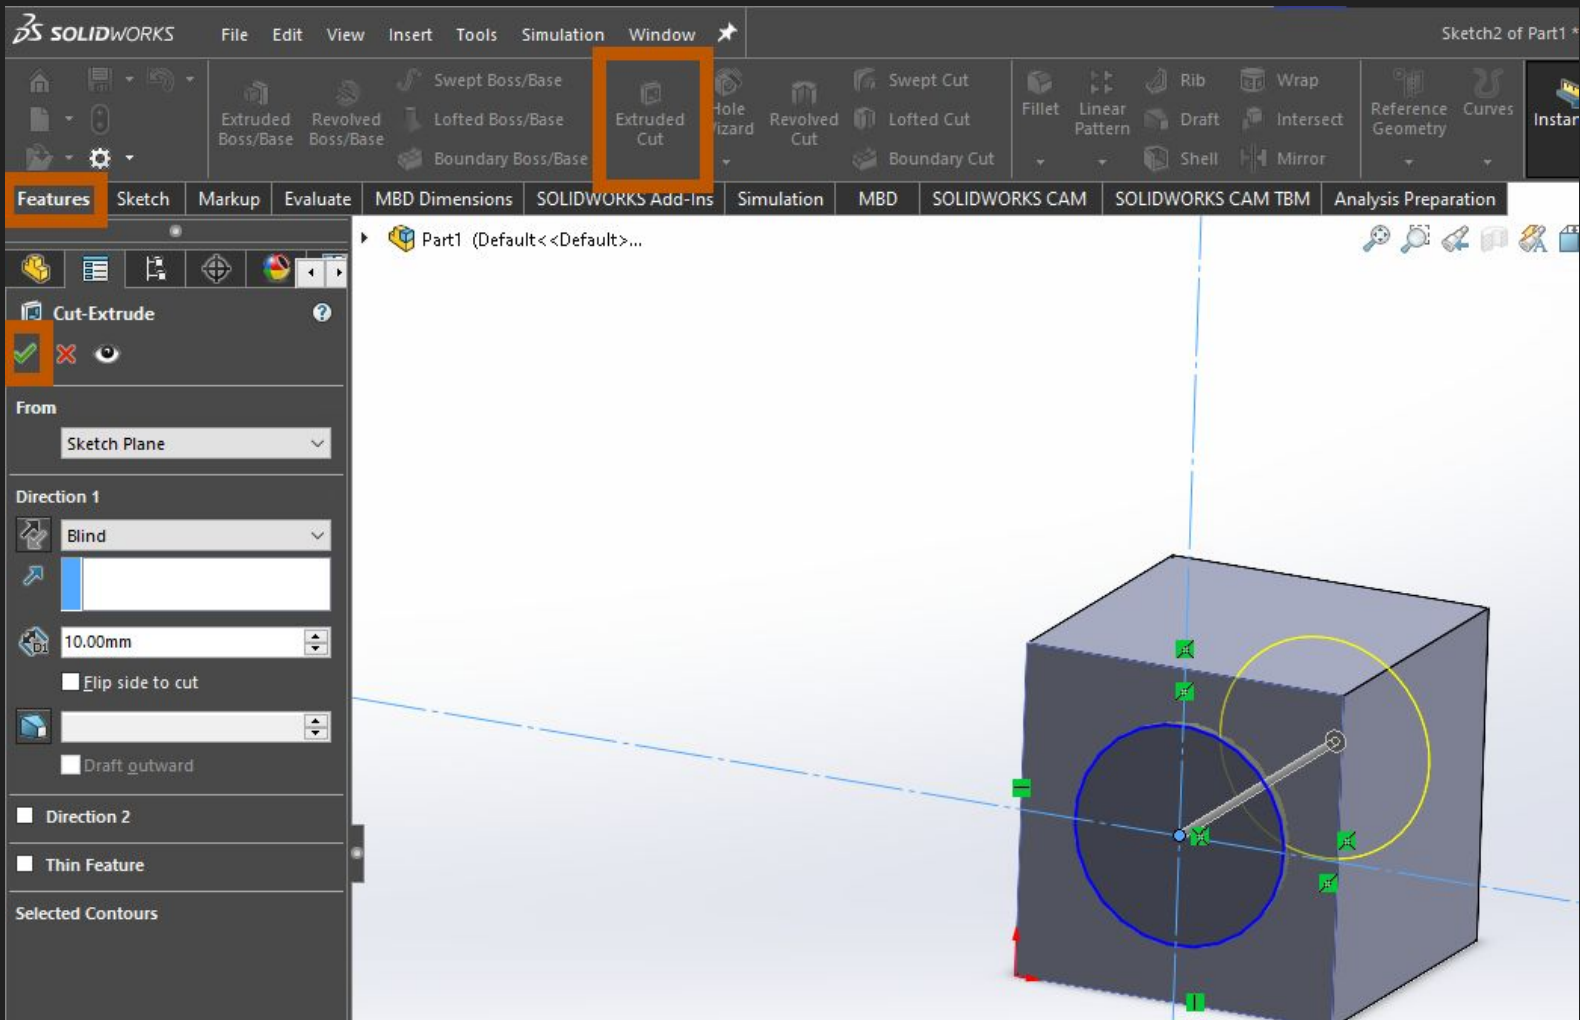 SOLIDWORKS File Edit View Insert Tools Simulation Window Sketch2 of Part1 *
Swept Boss/Base Swept Cut Rib Wrap
Extruded Boss/Base Revolved Boss/Base Lofted Boss/Base Extruded Cut Hole Wizard Revolved Cut Lofted Cut Fillet Linear Pattern Draft Intersect Reference Geometry Curves Instan
Boundary Boss/Base Boundary Cut Shell Mirror
Features Sketch Markup Evaluate MBD Dimensions SOLIDWORKS Add-Ins Simulation MBD SOLIDWORKS CAM SOLIDWORKS CAM TBM Analysis Preparation
Part1 (Default<<Default>...
Cut-Extrude
From
Sketch Plane
Direction 1
Blind
D1
10.00mm
Flip side to cut
Draft outward
Direction 2
Thin Feature
Selected Contours